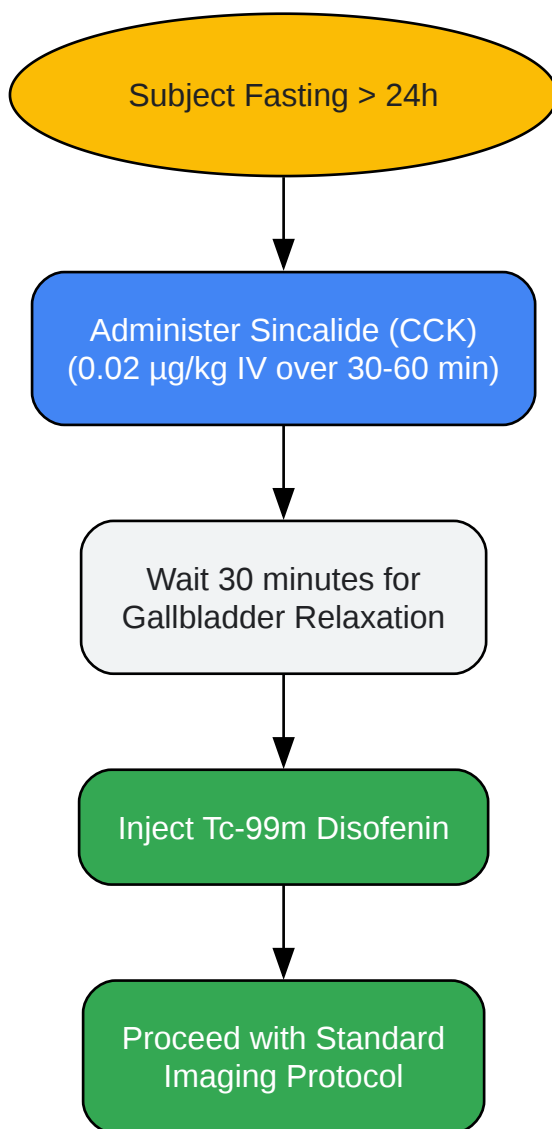 Subject Fasting > 24h
Administer Sincalide (CCK)
(0.02 µg/kg IV over 30-60 min)
Wait 30 minutes for
Gallbladder Relaxation
Inject Tc-99m Disofenin
Proceed with Standard
Imaging Protocol